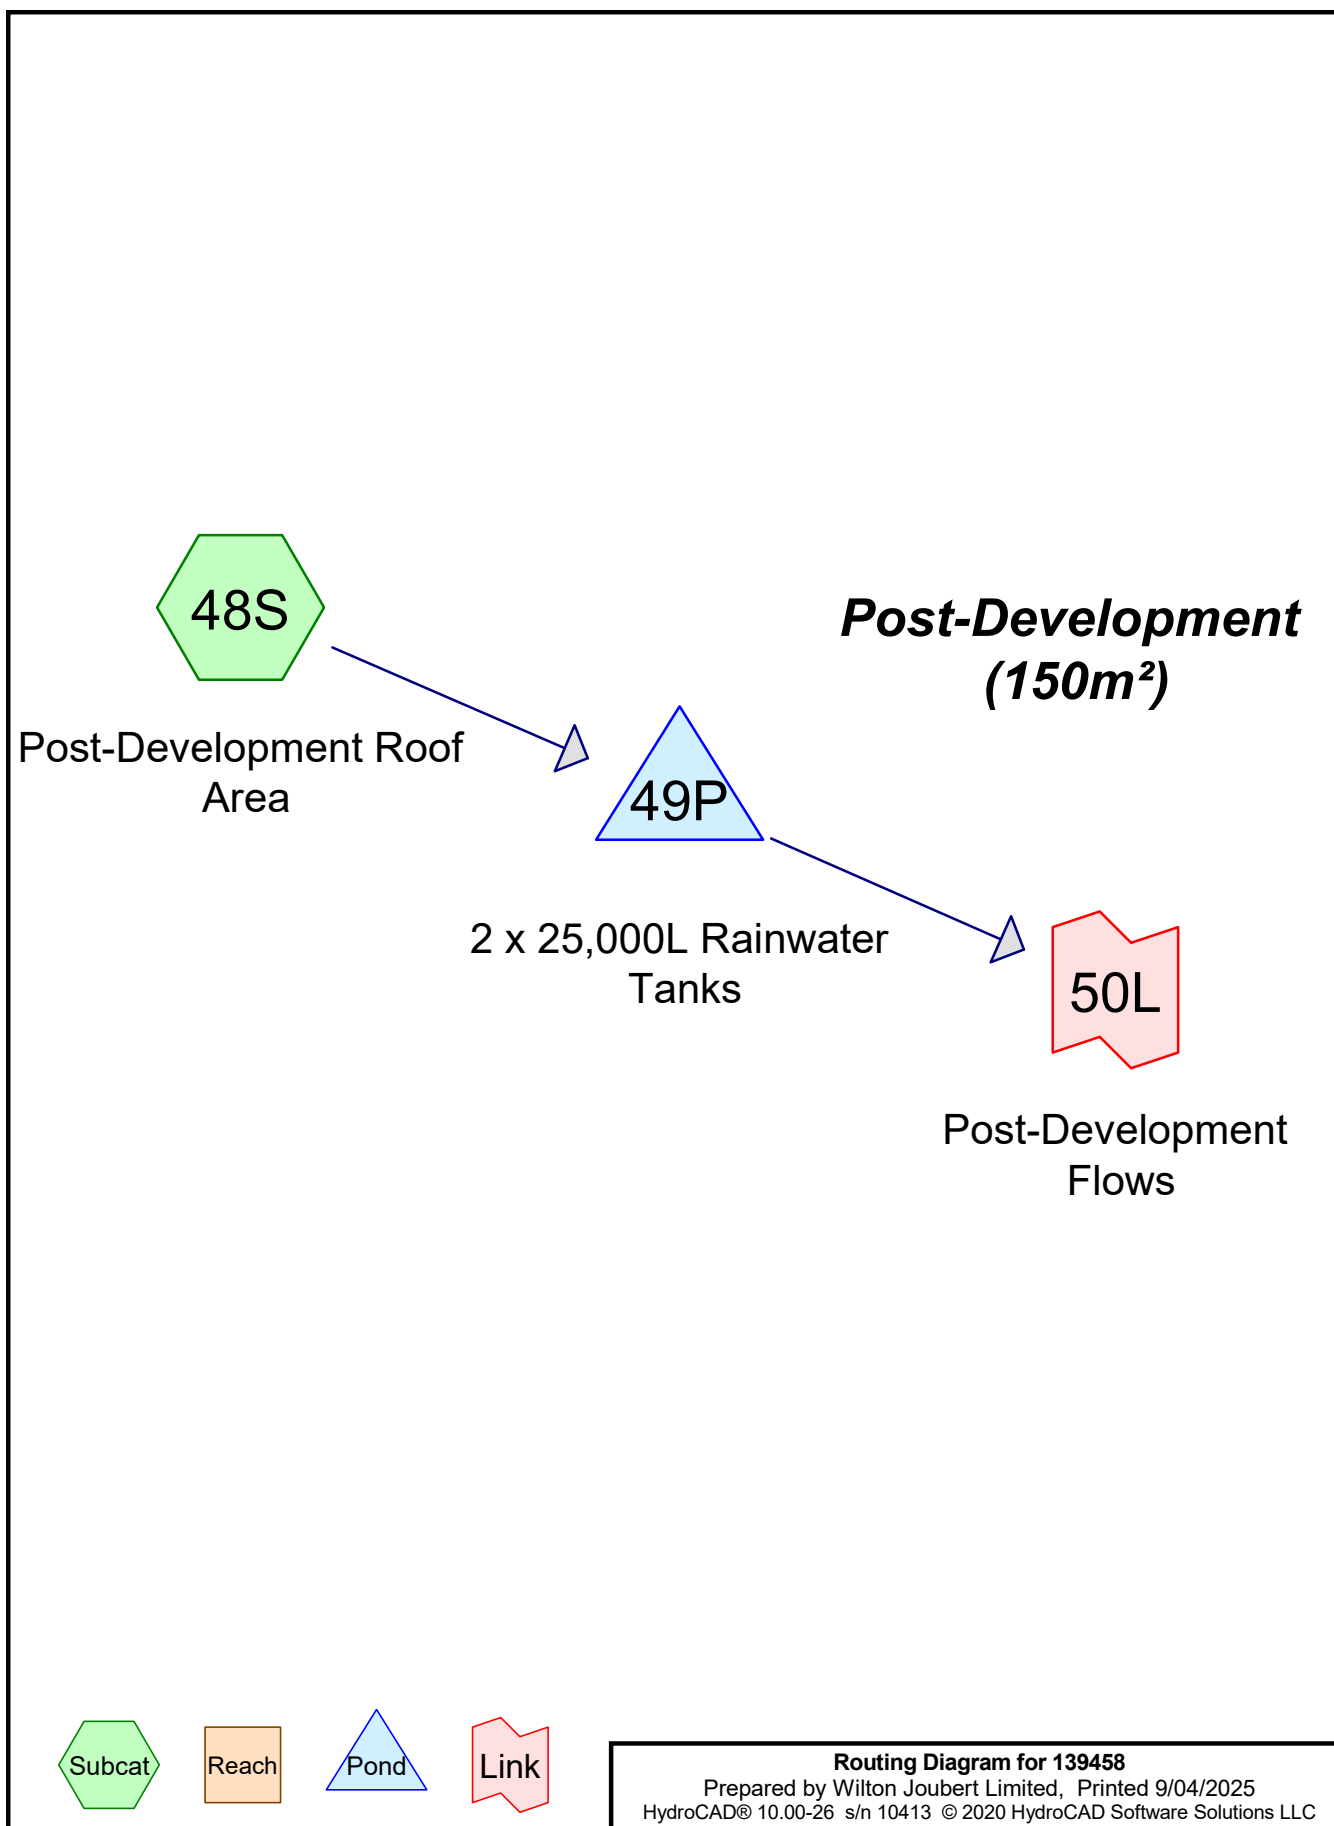 48S
Post-Development Roof
Area
Post-Development
(150m²)
49P
2 x 25,000L Rainwater
Tanks
50L
Post-Development
Flows
Subcat
Reach
Pond
Link
Routing Diagram for 139458
Prepared by Wilton Joubert Limited,  Printed 9/04/2025
HydroCAD® 10.00-26  s/n 10413  © 2020 HydroCAD Software Solutions LLC